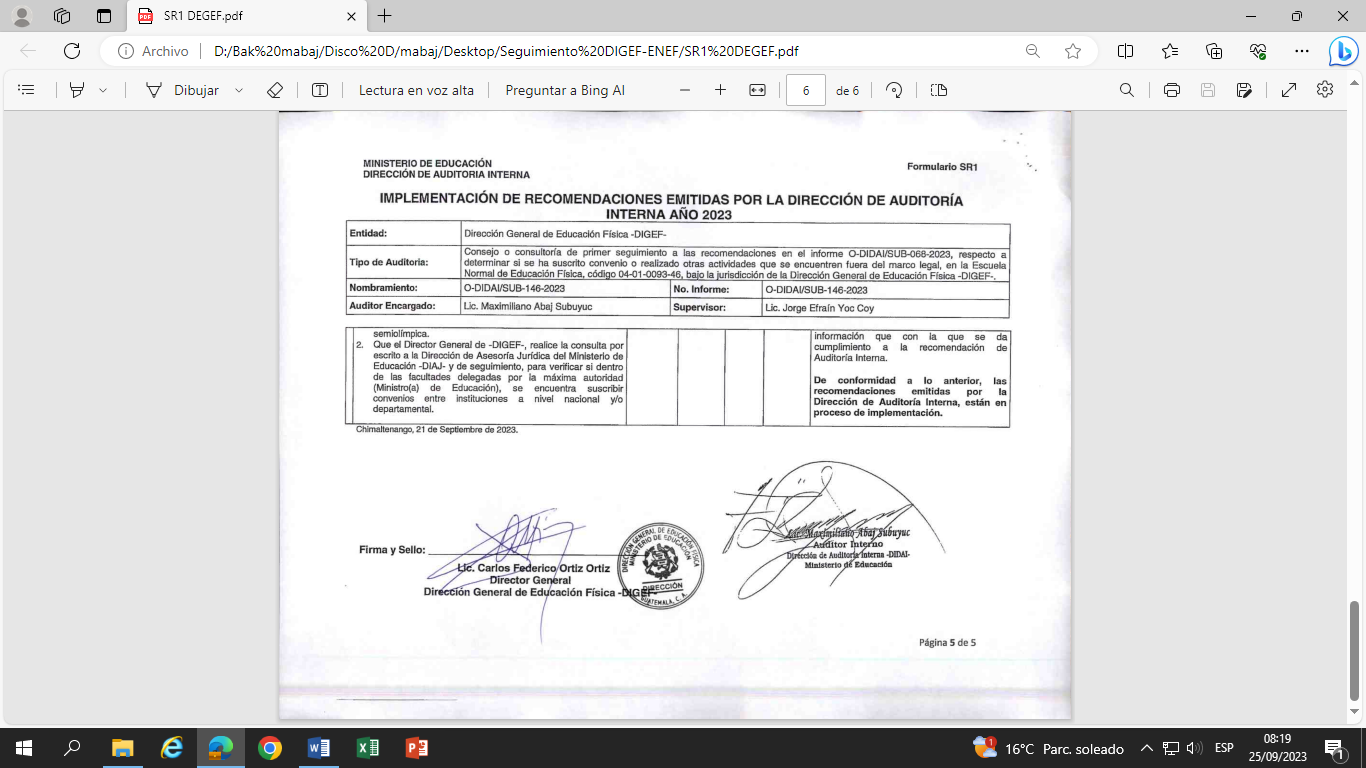 SR1 DEGEF.pdf
Archivo
D:/Bak%20mabaj/Disco%20D/mabaj/Desktop/Seguimiento%20DIGEF-ENEF/SR1%20DEGEF.pdf
Dibujar
Lectura en voz alta
Preguntar a Bing AI
6
de 6
MINISTERIO DE EDUCACIÓN
DIRECCIÓN DE AUDITORIA INTERNA
Formulario SR1
IMPLEMENTACIÓN DE RECOMENDACIONES EMITIDAS POR LA DIRECCIÓN DE AUDITORÍA
INTERNA AÑO 2023
Entidad:
Dirección General de Educación Física -DIGEF-
Tipo de Auditoria:
Consejo o consultoría de primer seguimiento a las recomendaciones en el informe O-DIDAI/SUB-068-2023, respecto a
determinar si se ha suscrito convenio o realizado otras actividades que se encuentren fuera del marco legal, en la Escuela
Normal de Educación Física, código 04-01-0093-46, bajo la jurisdicción de la Dirección General de Educación Física -DIGEF-.
Nombramiento:
O-DIDAI/SUB-146-2023
No. Informe:
O-DIDAI/SUB-146-2023
Auditor Encargado:
Lic. Maximiliano Abaj Subuyuc
Supervisor:
Lic. Jorge Efraín Yoc Coy
semiolímpica.
2. Que el Director General de -DIGEF-, realice la consulta por
escrito a la Dirección de Asesoría Jurídica del Ministerio de
Educación -DIAJ- y de seguimiento, para verificar si dentro
de las facultades delegadas por la máxima autoridad
(Ministro(a) de Educación), se encuentra suscribir
convenios entre instituciones a nivel nacional y/o
departamental.
información que con la que se da
cumplimiento a la recomendación de
Auditoría Interna.
De conformidad a lo anterior, las
recomendaciones emitidas por la
Dirección de Auditoría Interna, están en
proceso de implementación.
Chimaltenango, 21 de Septiembre de 2023.
Firma y Sello:
Lic. Carlos Federico Ortiz Ortiz
Director General
Dirección General de Educación Física -DIGEF-
DIRECCIÓN GENERAL DE EDUCACIÓN FÍSICA
MINISTERIO DE EDUCACIÓN
DIRECCIÓN
GUATEMALA, C. A.
Lic. Maximiliano Abaj Subuyuc
Auditor Interno
Dirección de Auditoría Interna -DIDAI-
Ministerio de Educación
Página 5 de 5
1
16°C Parc. soleado
ESP
08:19
25/09/2023
1